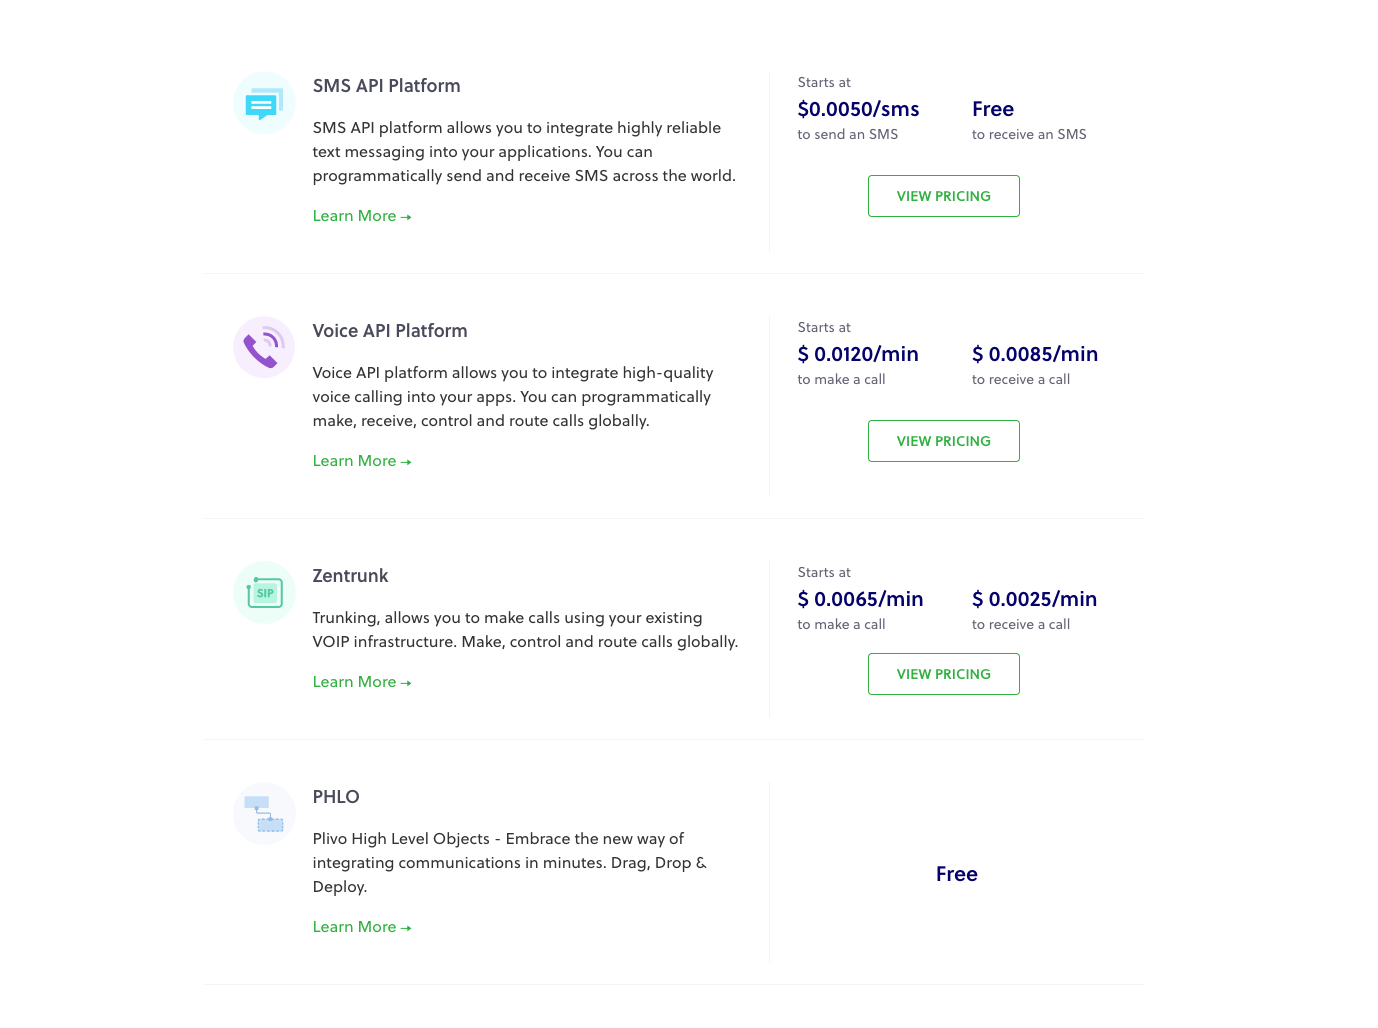 SMS API Platform
SMS API platform allows you to integrate highly reliable
text messaging into your applications. You can
programmatically send and receive SMS across the world.
Learn More →
Starts at
$0.0050/sms Free
to send an SMS to receive an SMS
VIEW PRICING
Voice API Platform
Voice API platform allows you to integrate high-quality
voice calling into your apps. You can programmatically
make, receive, control and route calls globally.
Learn More →
Starts at
$ 0.0120/min $ 0.0085/min
to make a call to receive a call
VIEW PRICING
SIP
Zentrunk
Trunking, allows you to make calls using your existing
VOIP infrastructure. Make, control and route calls globally.
Learn More →
Starts at
$ 0.0065/min $ 0.0025/min
to make a call to receive a call
VIEW PRICING
PHLO
Plivo High Level Objects - Embrace the new way of
integrating communications in minutes. Drag, Drop &
Deploy.
Learn More →
Free